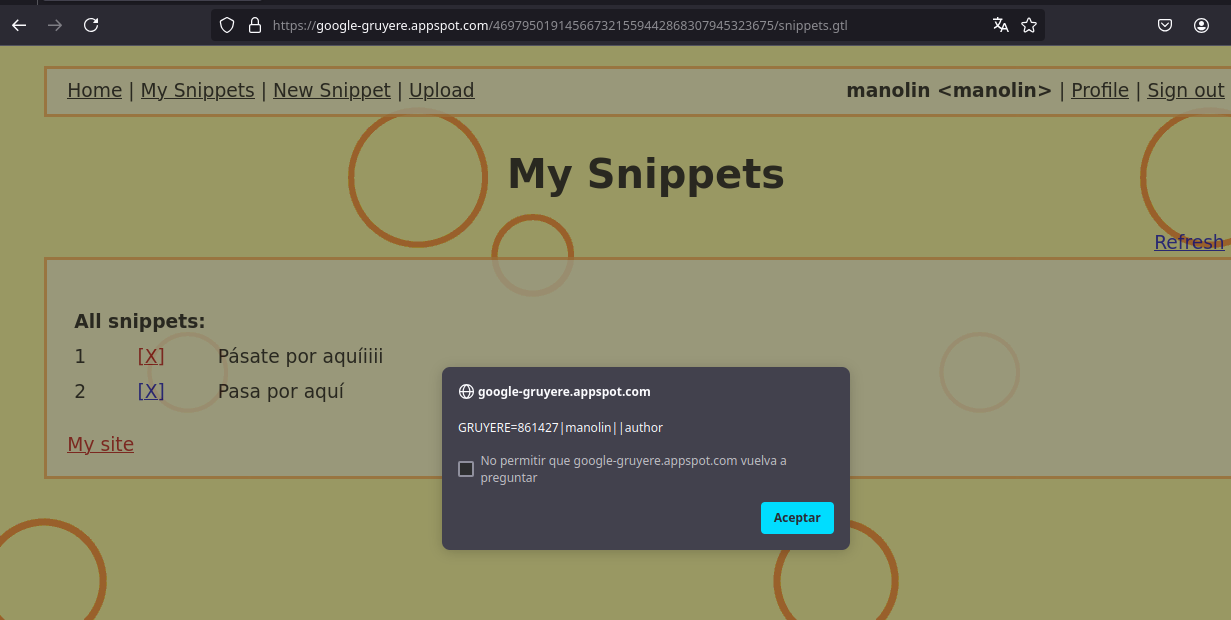 https://google-gruyere.appspot.com/469795019145667321559442868307945323675/snippets.gtl
Home | My Snippets | New Snippet | Upload
manolin <manolin> | Profile | Sign out
My Snippets
Refresh
All snippets:
1 [X] Pásate por aquíiiii
2 [X] Pasa por aquí
My site
google-gruyere.appspot.com
GRUYERE=861427|manolin||author
No permitir que google-gruyere.appspot.com vuelva a
preguntar
Aceptar